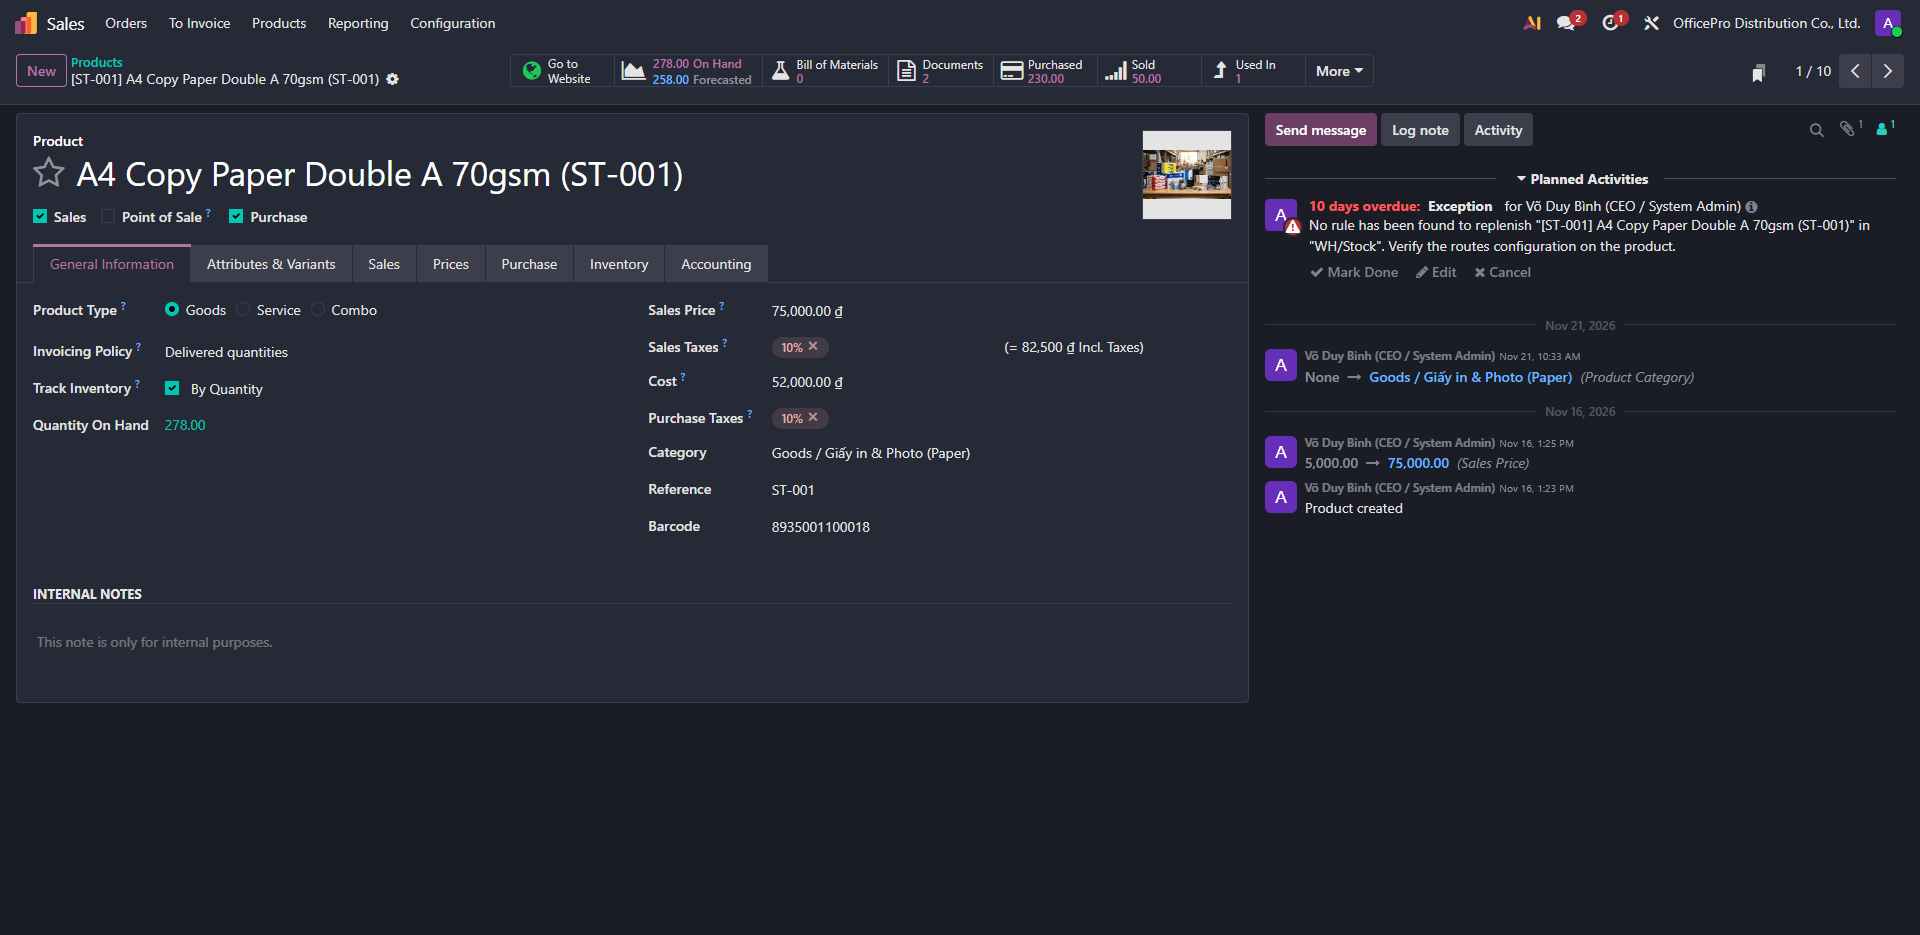 Sales Orders To Invoice Products Reporting Configuration
AI 2 1 OfficePro Distribution Co., Ltd. A
New
Products
[ST-001] A4 Copy Paper Double A 70gsm (ST-001)
Go to
Website
278.00 On Hand
258.00 Forecasted
Bill of Materials
0
Documents
2
Purchased
230.00
Sold
50.00
Used In
1
More
1 / 10
Product
A4 Copy Paper Double A 70gsm (ST-001)
Sales Point of Sale ? Purchase
General Information Attributes & Variants Sales Prices Purchase Inventory Accounting
Product Type ? Goods Service Combo
Invoicing Policy ? Delivered quantities
Track Inventory ? By Quantity
Quantity On Hand 278.00
Sales Price ? 75,000.00 ₫
Sales Taxes ? 10% (= 82,500 ₫ Incl. Taxes)
Cost ? 52,000.00 ₫
Purchase Taxes ? 10%
Category Goods / Giấy in & Photo (Paper)
Reference ST-001
Barcode 8935001100018
INTERNAL NOTES
This note is only for internal purposes.
Send message Log note Activity 1 1
Planned Activities
A
10 days overdue: Exception for Võ Duy Bình (CEO / System Admin)
No rule has been found to replenish "[ST-001] A4 Copy Paper Double A 70gsm (ST-001)" in
"WH/Stock". Verify the routes configuration on the product.
Mark Done Edit Cancel
Nov 21, 2026
A
Võ Duy Bình (CEO / System Admin) Nov 21, 10:33 AM
None → Goods / Giấy in & Photo (Paper) (Product Category)
Nov 16, 2026
A
Võ Duy Bình (CEO / System Admin) Nov 16, 1:25 PM
5,000.00 → 75,000.00 (Sales Price)
A
Võ Duy Bình (CEO / System Admin) Nov 16, 1:23 PM
Product created